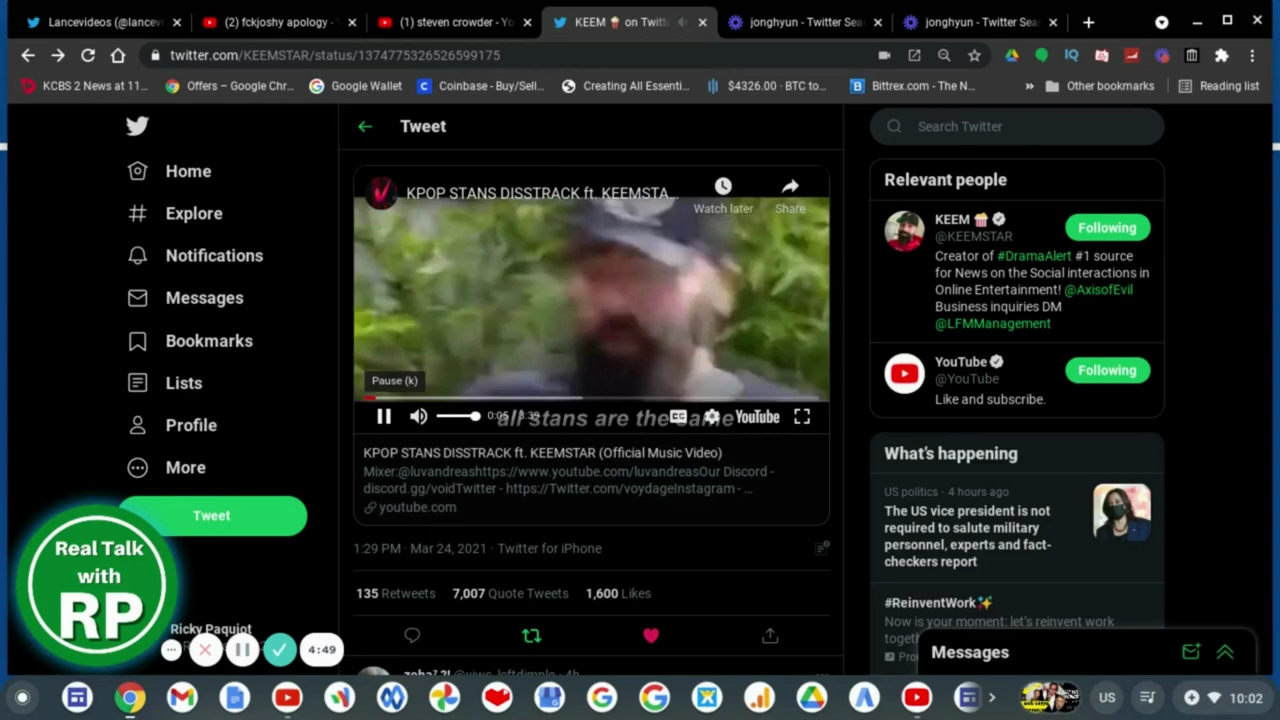 Lancevideos (@lancevi
(2) fckjoshy apology -
(1) steven crowder - Yo
KEEM 🍿 on Twitt
jonghyun - Twitter Sea
jonghyun - Twitter Sea
twitter.com/KEEMSTAR/status/1374775326526599175
KCBS 2 News at 11...
Offers – Google Chr...
Google Wallet
Coinbase - Buy/Sell...
Creating All Essenti...
$4326.00 · BTC to...
Bittrex.com - The N...
»
Other bookmarks
Reading list
Home
Explore
Notifications
Messages
Bookmarks
Lists
Profile
More
Tweet
Real Talk
with
RP
Ricky Paquiot
4:49
Tweet
KPOP STANS DISSTRACK ft. KEEMSTA...
Watch later
Share
Pause (k)
all stans are the same
YouTube
KPOP STANS DISSTRACK ft. KEEMSTAR (Official Music Video)
Mixer:@luvandreashttps://www.youtube.com/luvandreasOur Discord -
discord.gg/voidTwitter - https://Twitter.com/voydageInstagram - ...
youtube.com
1:29 PM · Mar 24, 2021 · Twitter for iPhone
135 Retweets 7,007 Quote Tweets 1,600 Likes
Search Twitter
Relevant people
KEEM 🍿
@KEEMSTAR
Following
Creator of #DramaAlert #1 source
for News on the Social interactions in
Online Entertainment! @AxisofEvil
Business inquiries DM
@LFMManagement
YouTube
@YouTube
Following
Like and subscribe.
What's happening
US politics · 4 hours ago
The US vice president is not
required to salute military
personnel, experts and fact-
checkers report
#ReinventWork✨
Now is your moment: let's reinvent work
Messages
US
10:02